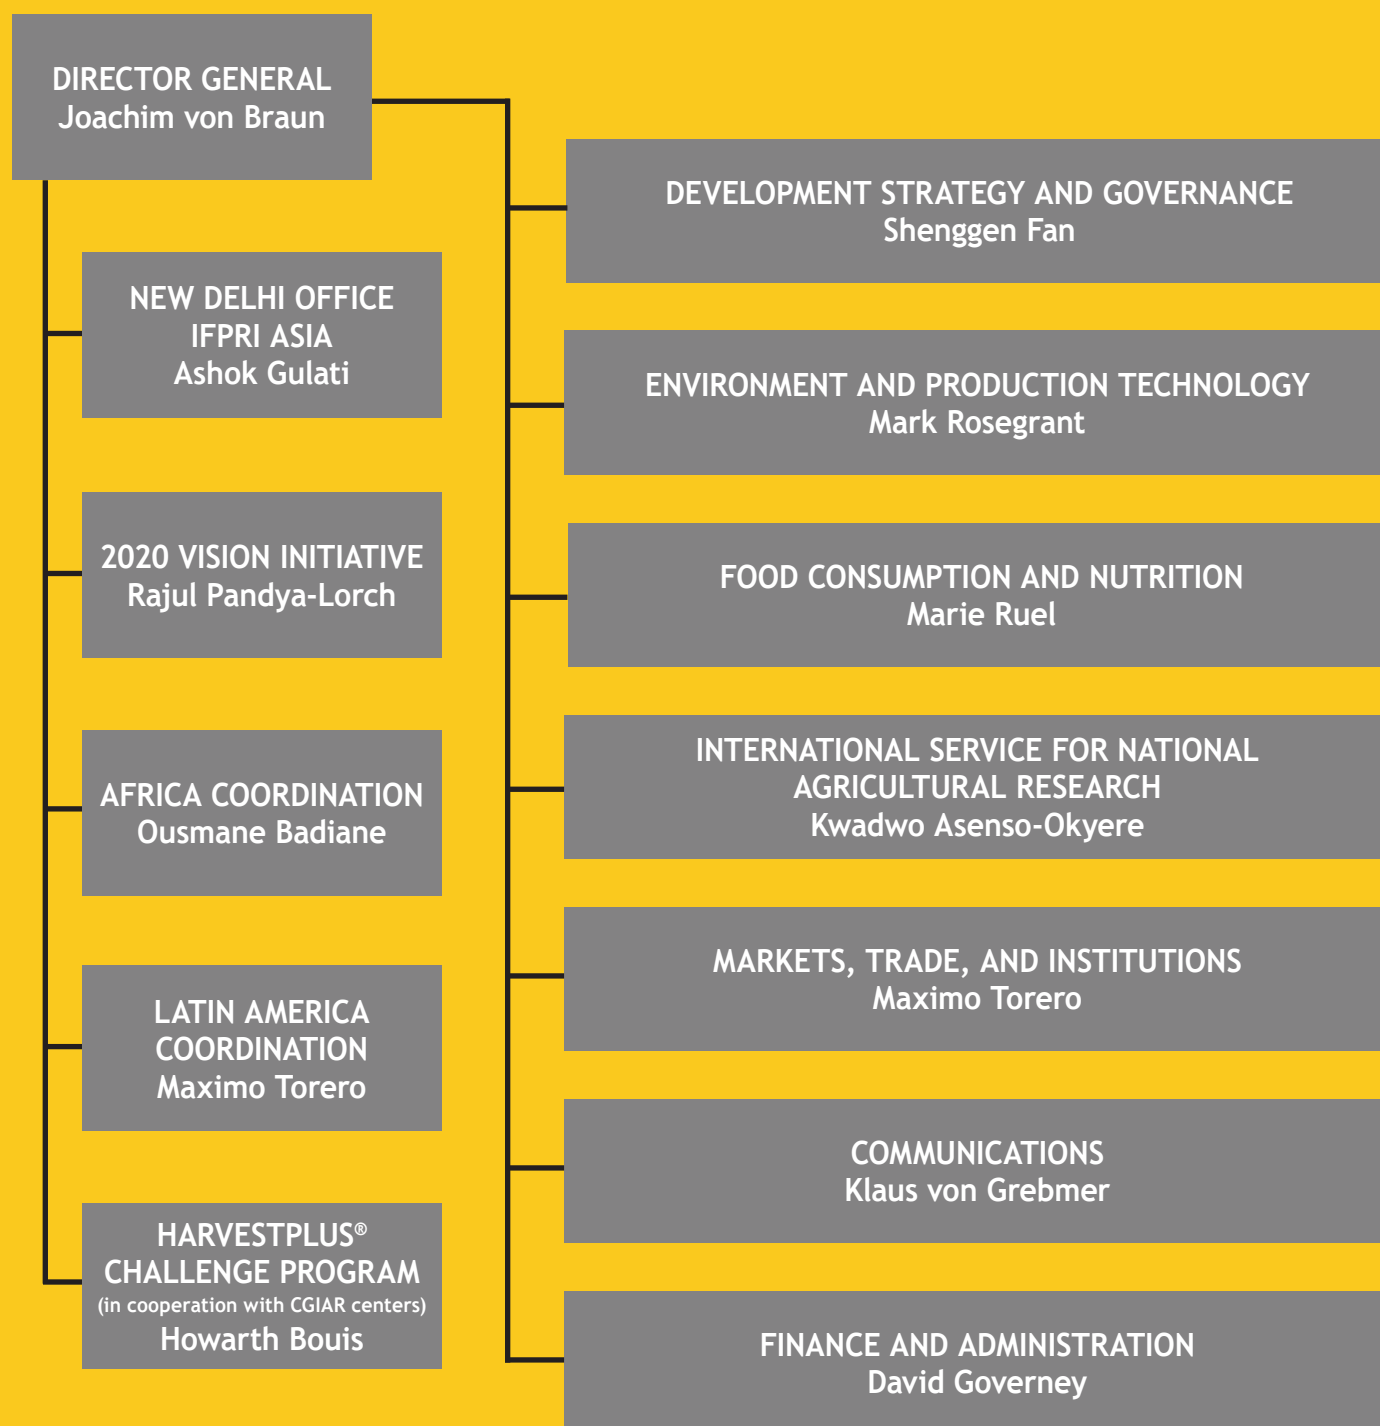 DIRECTOR GENERAL
Joachim von Braun
NEW DELHI OFFICE
IFPRI ASIA
Ashok Gulati
2020 VISION INITIATIVE
Rajul Pandya-Lorch
AFRICA COORDINATION
Ousmane Badiane
LATIN AMERICA
COORDINATION
Maximo Torero
HARVESTPLUS®
CHALLENGE PROGRAM
(in cooperation with CGIAR centers)
Howarth Bouis
DEVELOPMENT STRATEGY AND GOVERNANCE
Shenggen Fan
ENVIRONMENT AND PRODUCTION TECHNOLOGY
Mark Rosegrant
FOOD CONSUMPTION AND NUTRITION
Marie Ruel
INTERNATIONAL SERVICE FOR NATIONAL
AGRICULTURAL RESEARCH
Kwadwo Asenso-Okyere
MARKETS, TRADE, AND INSTITUTIONS
Maximo Torero
COMMUNICATIONS
Klaus von Grebmer
FINANCE AND ADMINISTRATION
David Governey